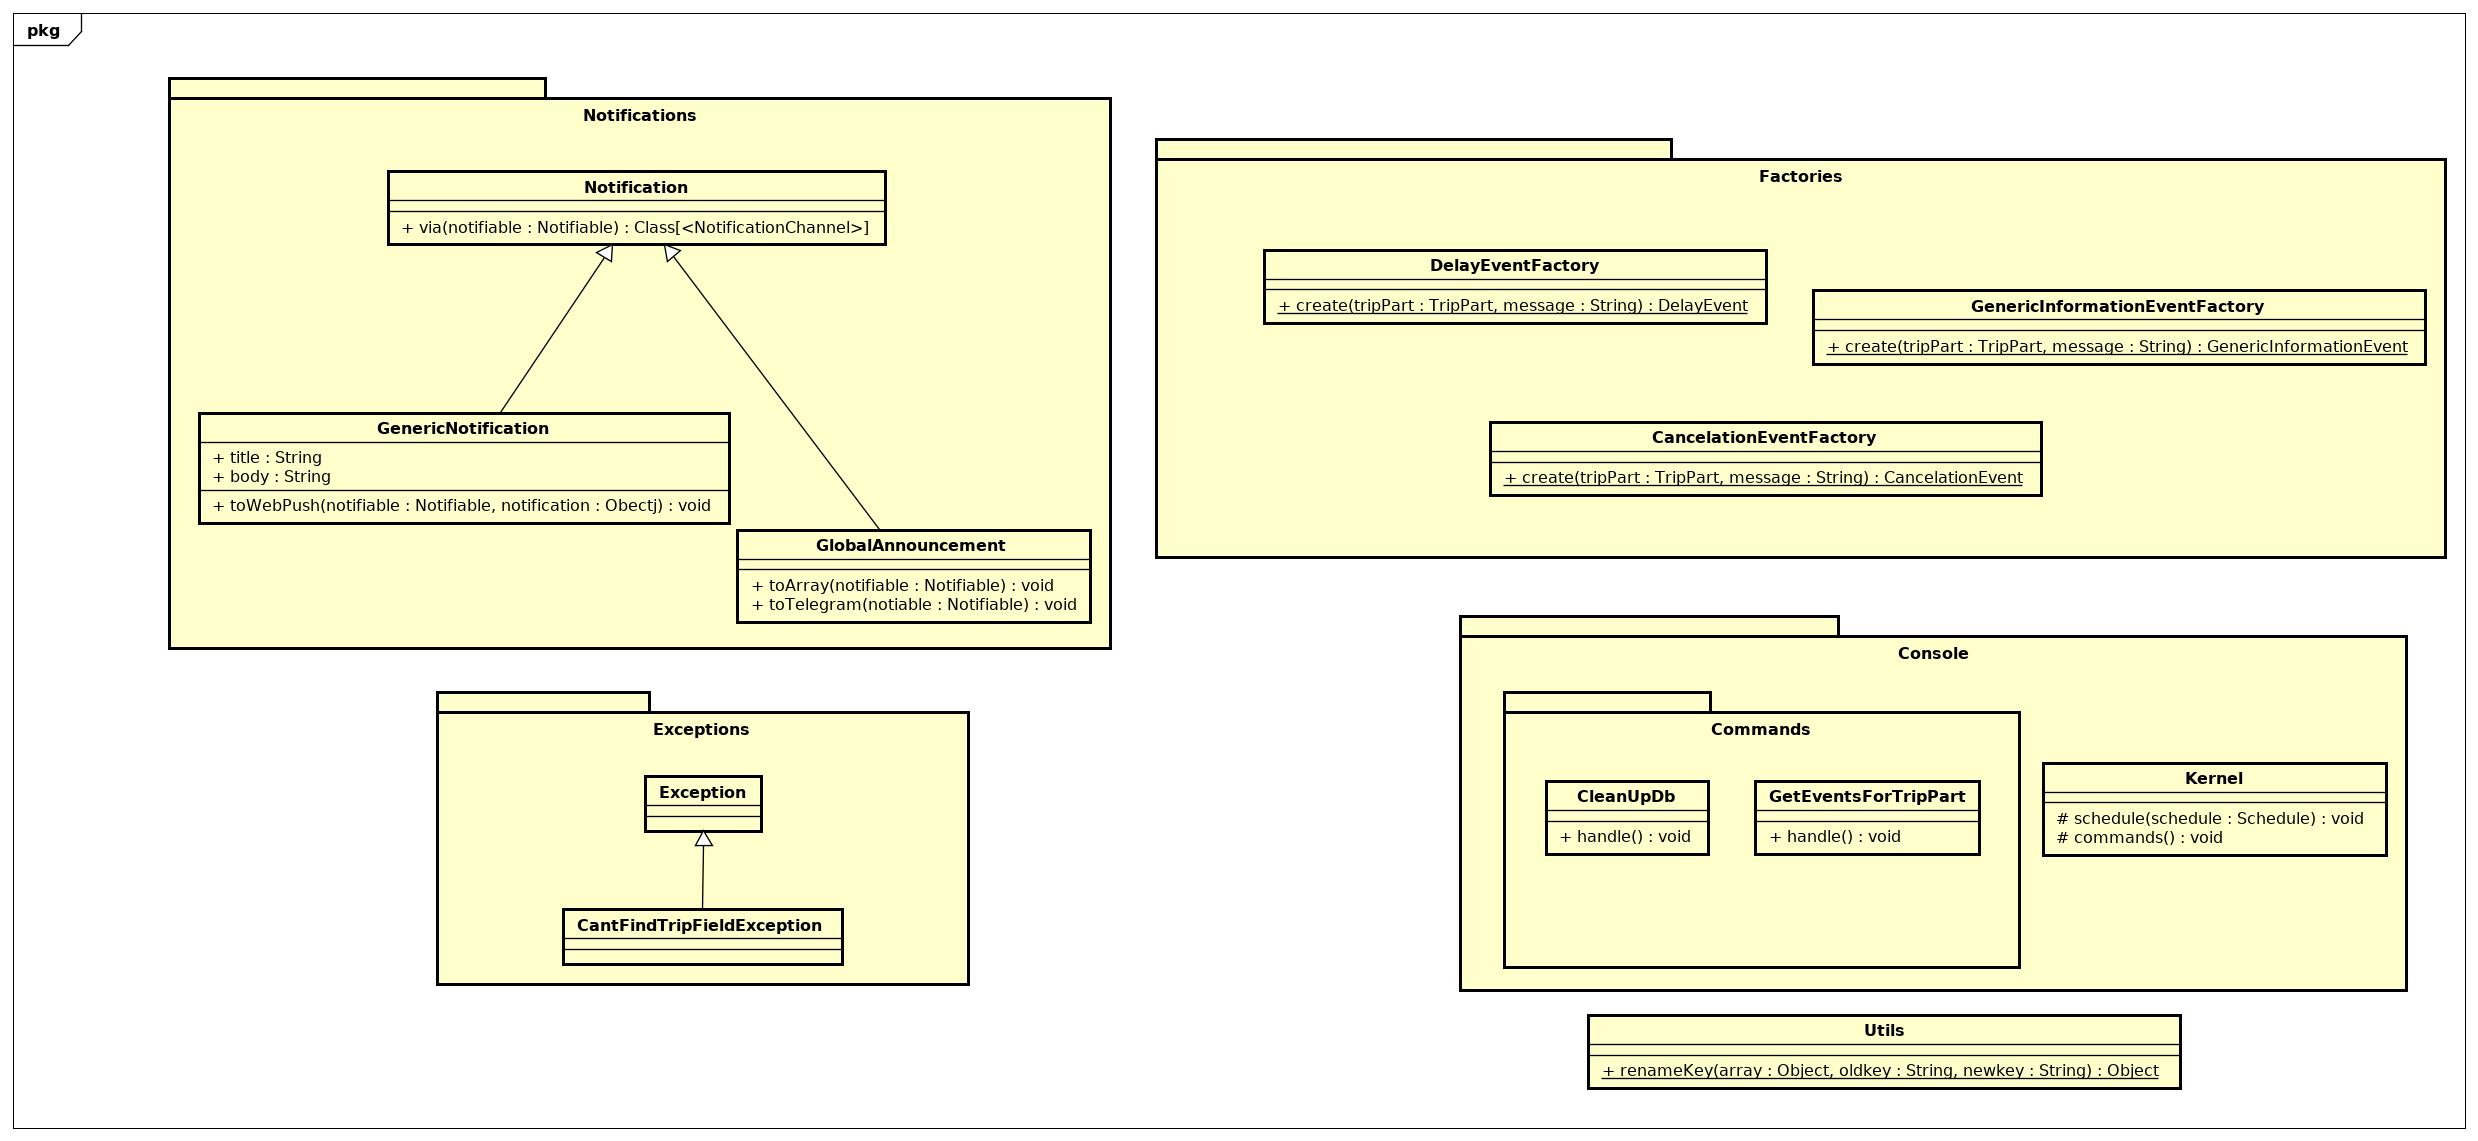 pkg
Notifications
Notification
+ via(notifiable : Notifiable) : Class[<NotificationChannel>]
GenericNotification
+ title : String
+ body : String
+ toWebPush(notifiable : Notifiable, notification : Obectj) : void
GlobalAnnouncement
+ toArray(notifiable : Notifiable) : void
+ toTelegram(notiable : Notifiable) : void
Factories
DelayEventFactory
+ create(tripPart : TripPart, message : String) : DelayEvent
GenericInformationEventFactory
+ create(tripPart : TripPart, message : String) : GenericInformationEvent
CancelationEventFactory
+ create(tripPart : TripPart, message : String) : CancelationEvent
Exceptions
Exception
CantFindTripFieldException
Console
Commands
CleanUpDb
+ handle() : void
GetEventsForTripPart
+ handle() : void
Kernel
# schedule(schedule : Schedule) : void
# commands() : void
Utils
+ renameKey(array : Object, oldkey : String, newkey : String) : Object